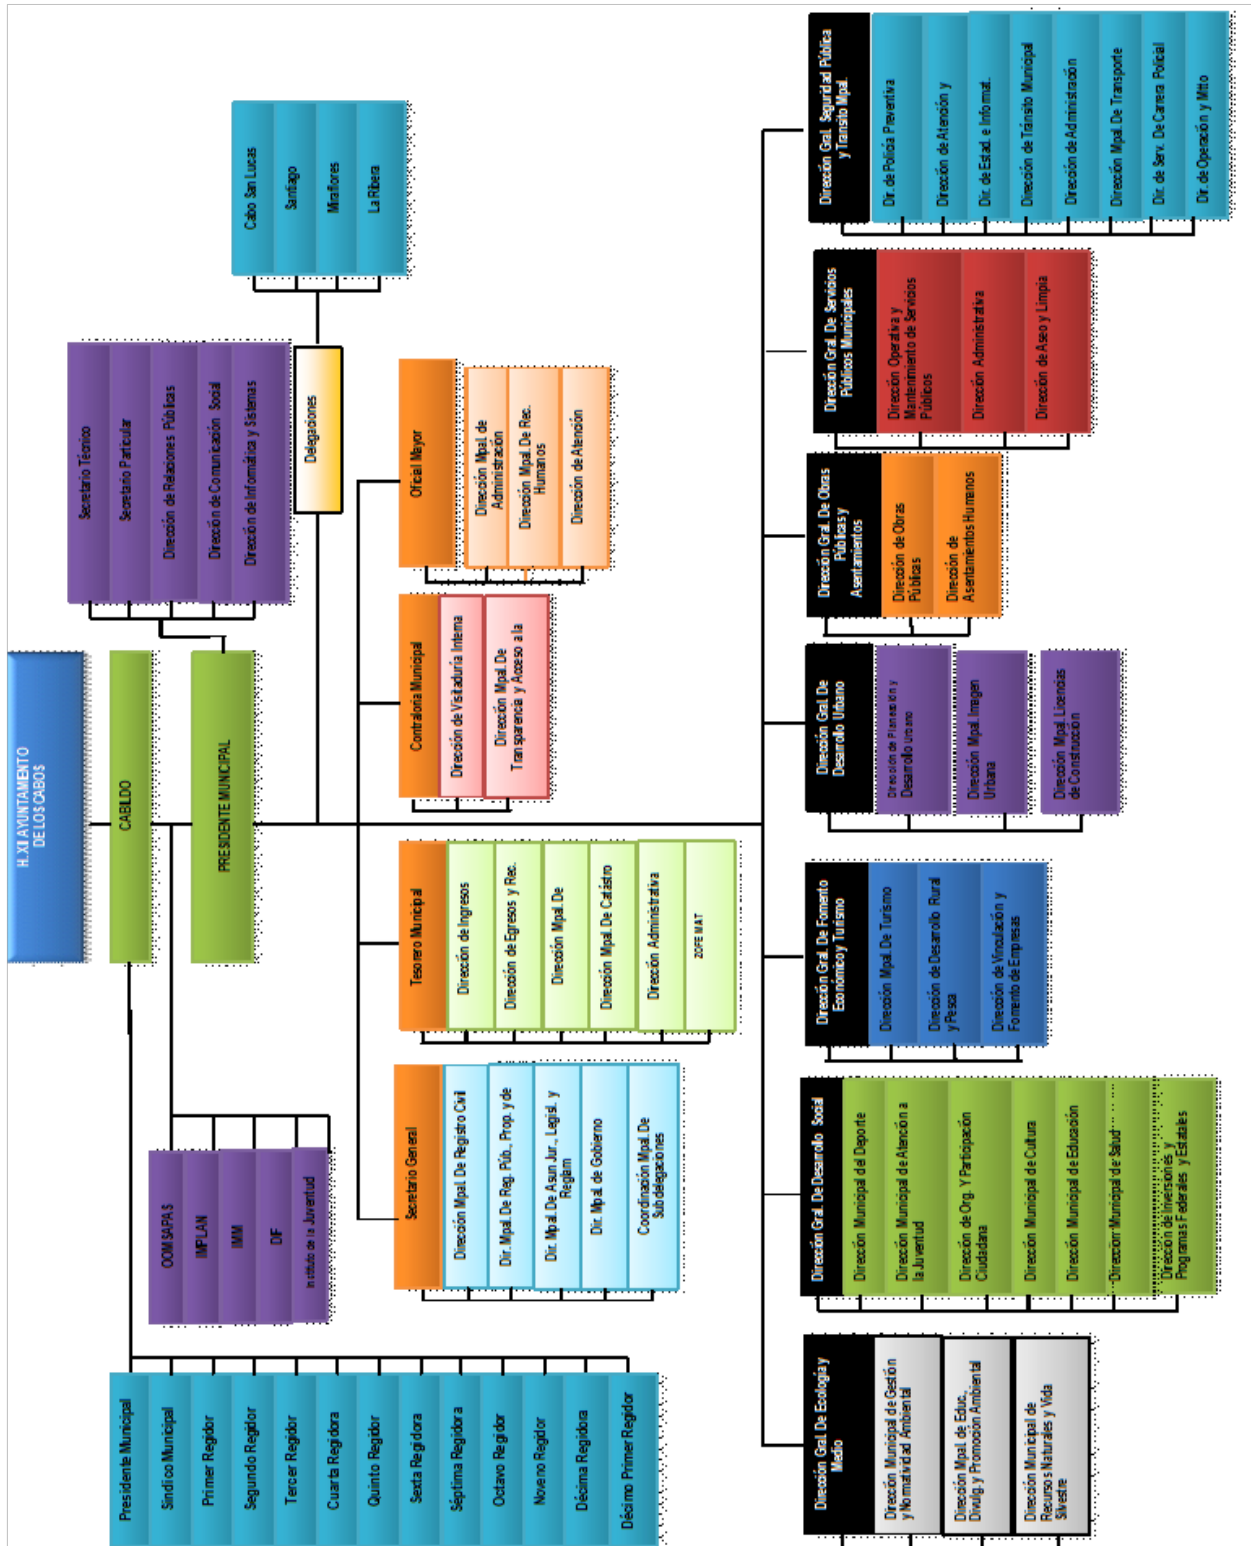 H.XII AYUNTAMIENTO
DE LOS CABOS
CABILDO
PRESIDENTE MUNICIPAL
Secretario Técnico
Secretario Particular
Dirección de Relaciones Públicas
Dirección de Comunicación Social
Dirección de Informática y Sistemas
Delegaciones
Cabo San Lucas
Santiago
Miraflores
La Ribera
OOMSAPAS
IMPLAN
IMM
DIF
Instituto de la Juventud
Presidente Municipal
Sindico Municipal
Primer Regidor
Segundo Regidor
Tercer Regidor
Cuarta Regidora
Quinto Regidor
Sexta Regidora
Séptima Regidora
Octavo Regidor
Noveno Regidor
Décima Regidora
Décimo Primer Regidor
Secretario General
Dirección Mpal. De Registro Civil
Dir. Mpal. De Reg. Púb., Prop. y de
Dir. Mpal. De Asun Jur., Legisl. y
Reglam
Dir. Mpal. de Gobierno
Coordinación Mpal. De
Subdelegaciones
Tesorero Municipal
Dirección de Ingresos
Dirección de Egresos y Rec.
Dirección Mpal. De
Dirección Mpal. De Catástro
Dirección Administrativa
ZOFEMAT
Contraloria Municipal
Dirección de Visitaduría Interna
Dirección Mpal. De
Transparencia y Acceso a la
Oficial Mayor
Dirección Mpal. de
Administración
Dirección Mpal. De Rec.
Humanos
Dirección de Atención
Dirección Gral. De Ecología y
Medio
Dirección Municipal de Gestión
y Normatividad Ambiental
Dirección Mpal. de Educ.,
Divulg. y Promoción Ambiental
Dirección Municipal de
Recursos Naturales y Vida
Silvestre
Dirección Gral. De Desarrollo Social
Dirección Municipal del Deporte
Dirección Municipal de Atención a
la Juventud
Dirección de Org. Y Participación
Ciudadana
Dirección Municipal de Cultura
Dirección Municipal de Educación
Dirección Municipal de Salud
Dirección de Inversiones y
Programas Federales y Estatales
Dirección Gral. De Fomento
Económico y Turismo
Dirección Mpal. De Turismo
Dirección de Desarrollo Rural
y Pesca
Dirección de Vinculación y
Fomento de Empresas
Dirección Gral. De
Desarrollo Urbano
Dirección de Planeación y
Desarrollo Urbano
Dirección Mpal. Imagen
Urbana
Dirección Mpal. Licencias
de Construcción
Dirección Gral. De Obras
Públicas y
Asentamientos
Dirección de Obras
Públicas
Dirección de
Asentamientos Humanos
Dirección Gral. De Servicios
Públicos Municipales
Dirección Operativa y
Mantenimiento de Servicios
Públicos
Dirección Administrativa
Dirección de Aseo y Limpia
Dirección Gral. Seguridad Pública
y Transito Mpal.
Dir. de Policía Preventiva
Dirección de Atención y
Dir. de Estad. e Informat.
Dirección de Tránsito Municipal
Dirección de Administración
Dirección Mpal. De Transporte
Dir. de Serv. De Carrera Policial
Dir. de Operación y Mtto